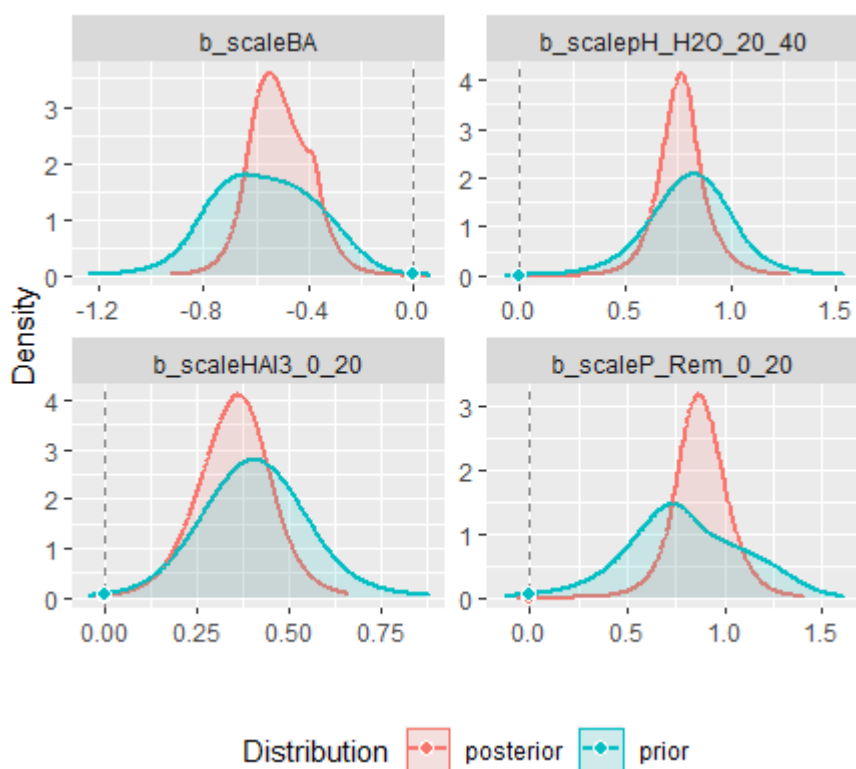 b_scaleBA
b_scalepH_H2O_20_40
3
2
1
0
4
3
2
1
0
-1.2 -0.8 -0.4 0.0
0.0 0.5 1.0 1.5
Density
b_scaleHAl3_0_20
b_scaleP_Rem_0_20
4
3
2
1
0
3
2
1
0
0.00 0.25 0.50 0.75
0.0 0.5 1.0 1.5
Distribution posterior prior